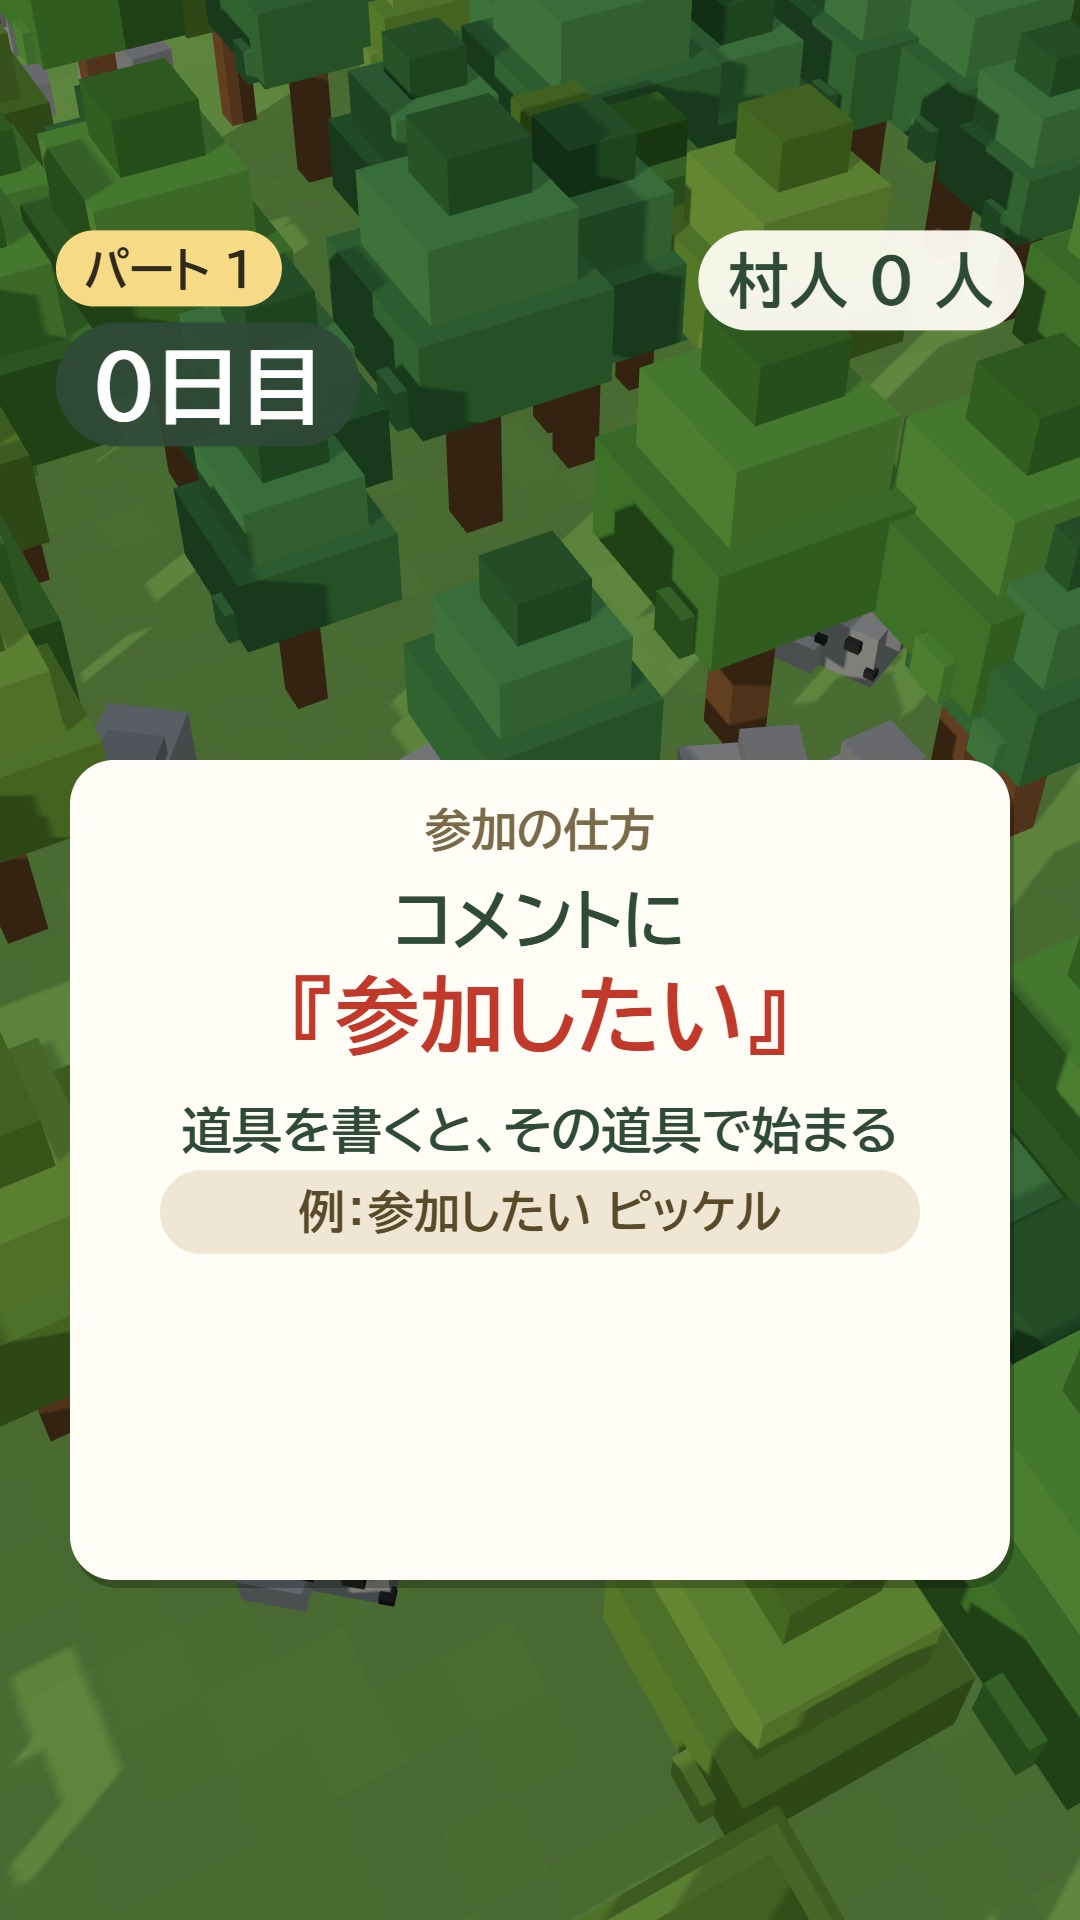 パート 1
村人 0 人
0日目
参加の仕方
コメントに
『参加したい』
道具を書くと、その道具で始まる
例：参加したい ピッケル